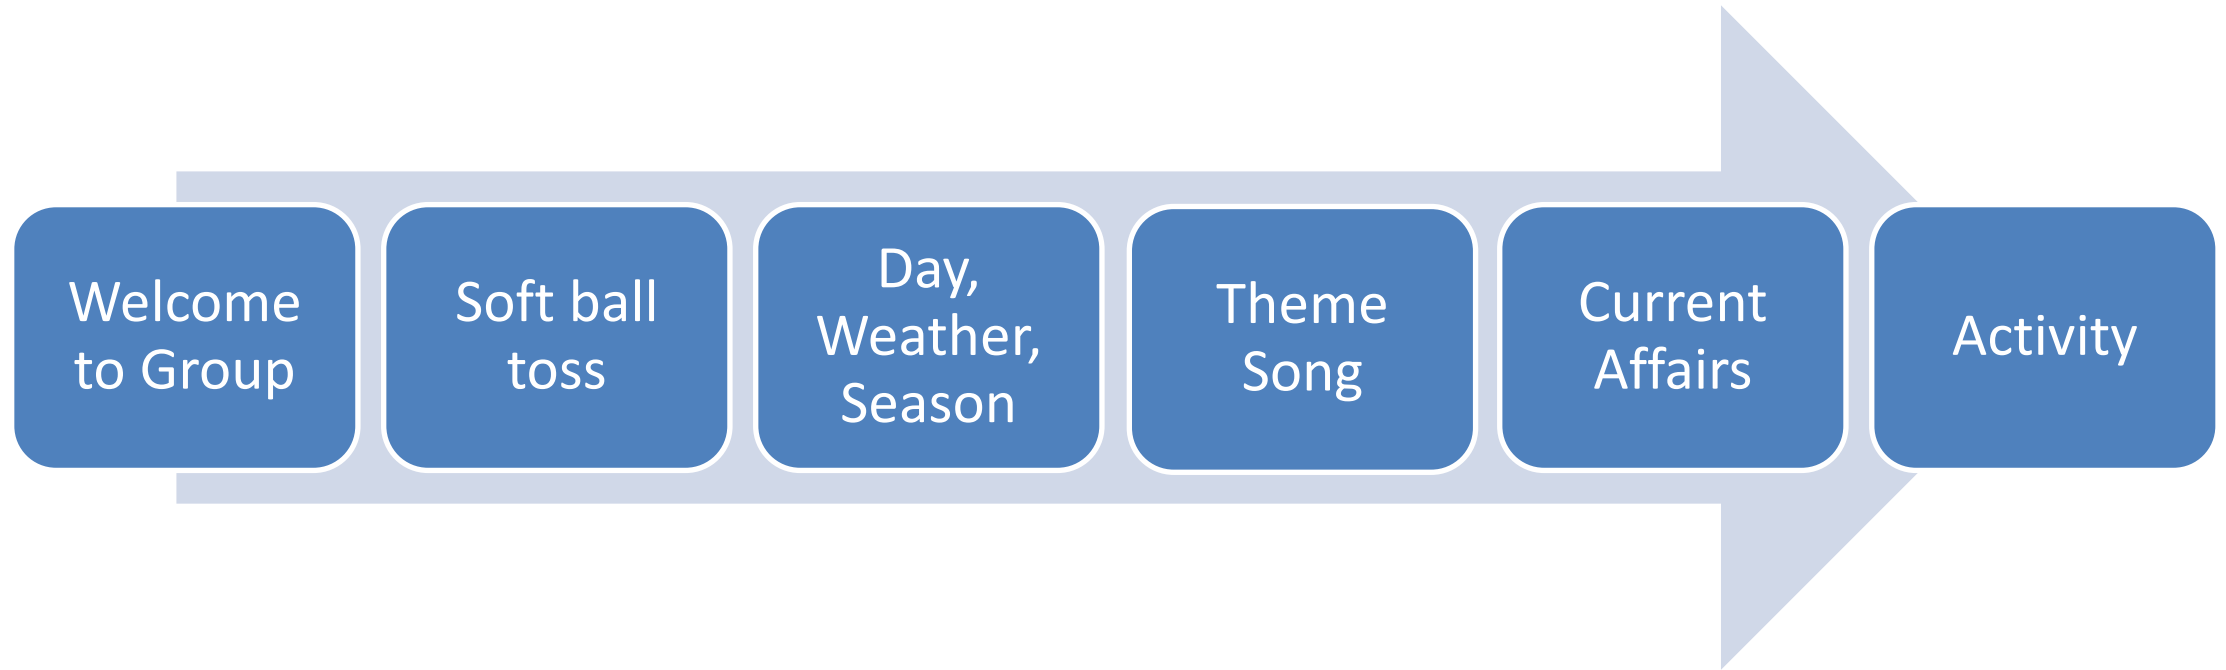 Welcome
to Group
Soft ball
toss
Day,
Weather,
Season
Theme
Song
Current
Affairs
Activity